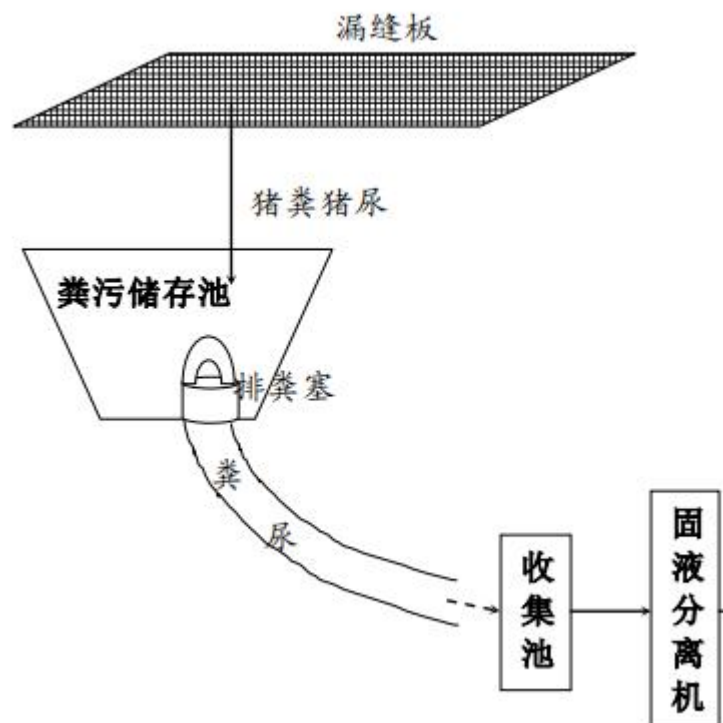 漏缝板
猪粪猪尿
粪污储存池
排粪塞
粪
尿
收集池
固液分离机